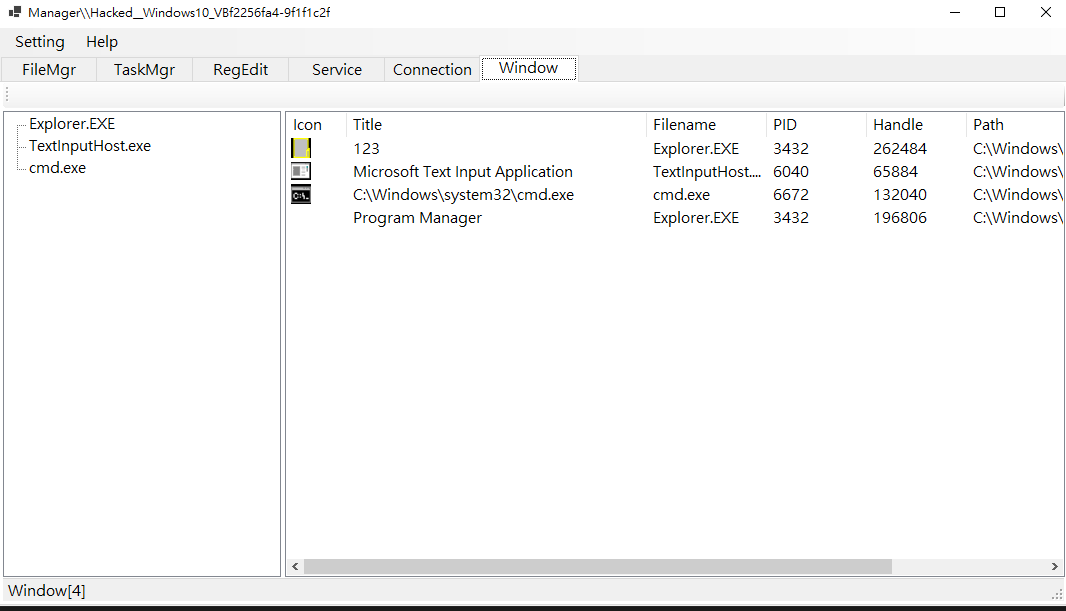 Manager\\Hacked__Windows10_VBf2256fa4-9f1f1c2f
Setting Help
FileMgr TaskMgr RegEdit Service Connection Window
Explorer.EXE
TextInputHost.exe
cmd.exe
Icon Title Filename PID Handle Path
123 Explorer.EXE 3432 262484 C:\Windows\
Microsoft Text Input Application TextInputHost.... 6040 65884 C:\Windows\
C:\Windows\system32\cmd.exe cmd.exe 6672 132040 C:\Windows\
Program Manager Explorer.EXE 3432 196806 C:\Windows\
Window[4]